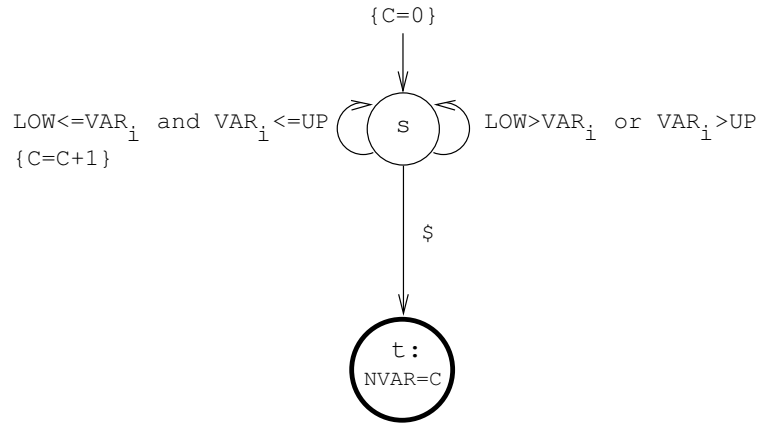 {C=0}
LOW<=VAR_i and VAR_i<=UP
{C=C+1}
s
LOW>VAR_i or VAR_i>UP
$
t:
NVAR=C